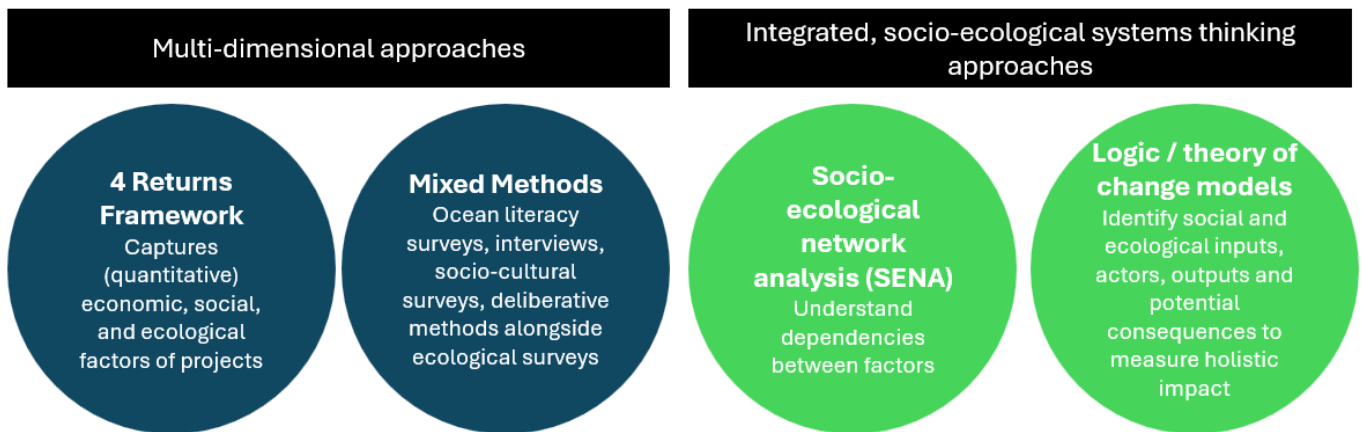 Multi-dimensional approaches
Integrated, socio-ecological systems thinking
approaches
4 Returns
Framework
Captures
(quantitative)
economic, social,
and ecological
factors of projects
Mixed Methods
Ocean literacy
surveys, interviews,
socio-cultural
surveys, deliberative
methods alongside
ecological surveys
Socio-
ecological
network
analysis (SENA)
Understand
dependencies
between factors
Logic / theory of
change models
Identify social and
ecological inputs,
actors, outputs and
potential
consequences to
measure holistic
impact